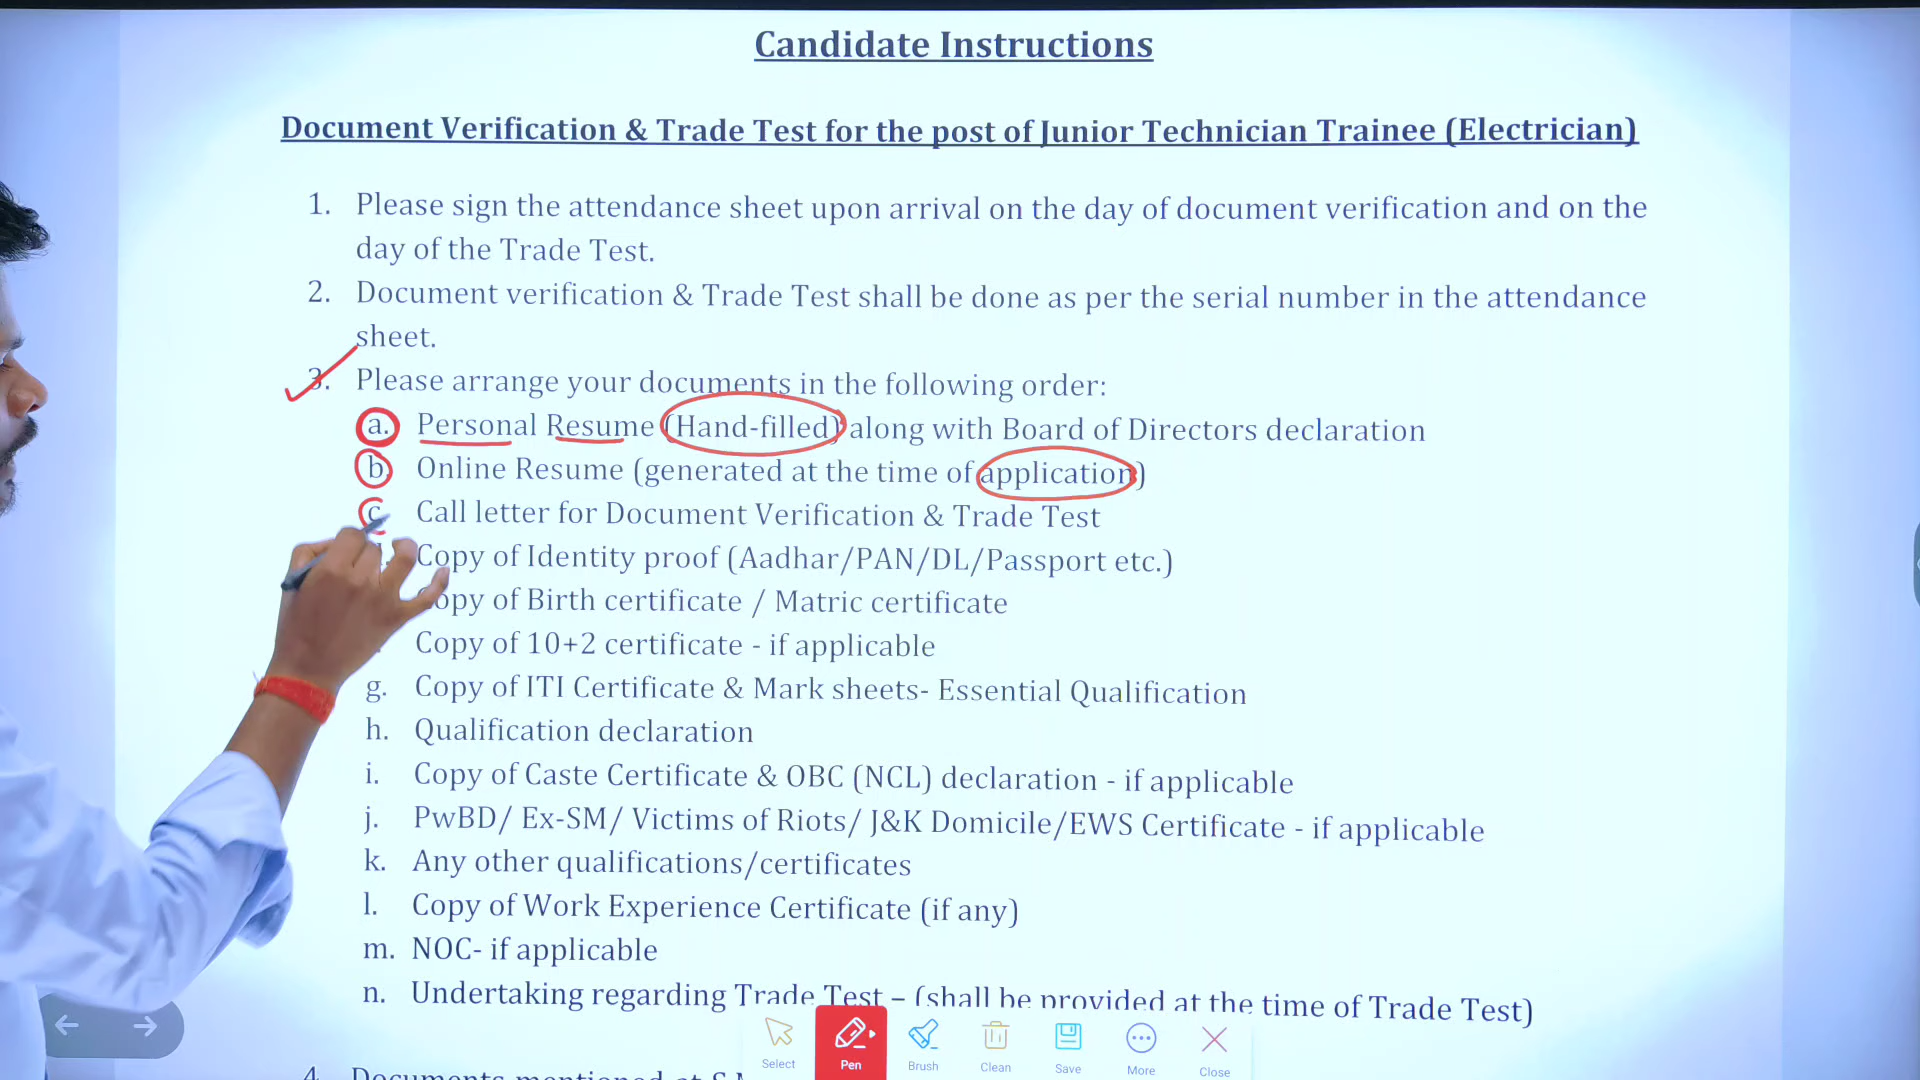 Candidate Instructions
Document Verification & Trade Test for the post of Junior Technician Trainee (Electrician)
1. Please sign the attendance sheet upon arrival on the day of document verification and on the
day of the Trade Test.
2. Document verification & Trade Test shall be done as per the serial number in the attendance
sheet.
3. Please arrange your documents in the following order:
a. Personal Resume (Hand-filled) along with Board of Directors declaration
b. Online Resume (generated at the time of application)
c. Call letter for Document Verification & Trade Test
Copy of Identity proof (Aadhar/PAN/DL/Passport etc.)
Copy of Birth certificate / Matric certificate
Copy of 10+2 certificate - if applicable
g. Copy of ITI Certificate & Mark sheets- Essential Qualification
h. Qualification declaration
i. Copy of Caste Certificate & OBC (NCL) declaration - if applicable
j. PwBD/ Ex-SM/ Victims of Riots/ J&K Domicile/EWS Certificate - if applicable
k. Any other qualifications/certificates
l. Copy of Work Experience Certificate (if any)
m. NOC- if applicable
n. Undertaking regarding Trade Test – (shall be provided at the time of Trade Test)
4. Documents mentioned at
Select Pen Brush Clean Save More Close